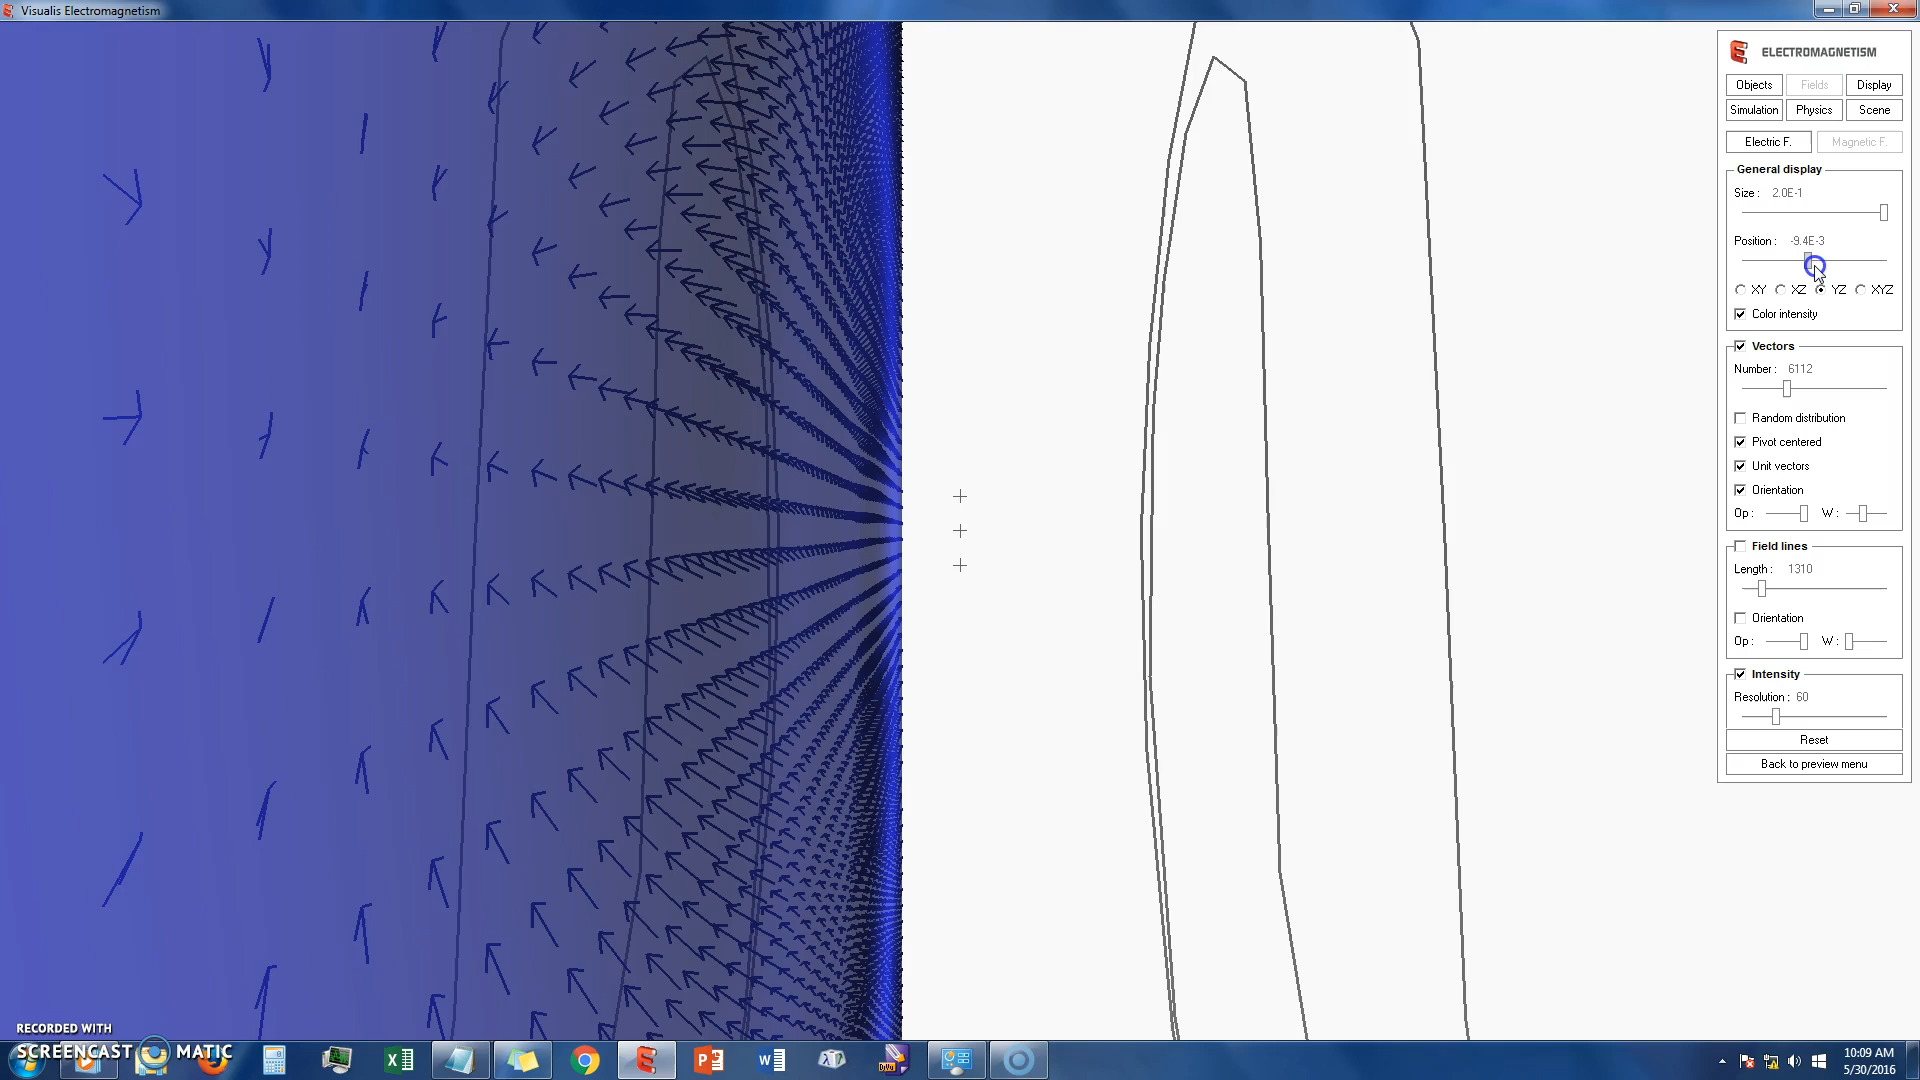 Visualis Electromagnetism
ELECTROMAGNETISM
Objects Fields Display
Simulation Physics Scene
Electric F. Magnetic F.
General display
Size : 2.0E-1
Position : -9.4E-3
XY XZ YZ XYZ
Color intensity
Vectors
Number : 6112
Random distribution
Pivot centered
Unit vectors
Orientation
Op : W :
Field lines
Length : 1310
Orientation
Op : W :
Intensity
Resolution : 60
Reset
Back to preview menu
RECORDED WITH
SCREENCAST MATIC
10:09 AM
5/30/2016